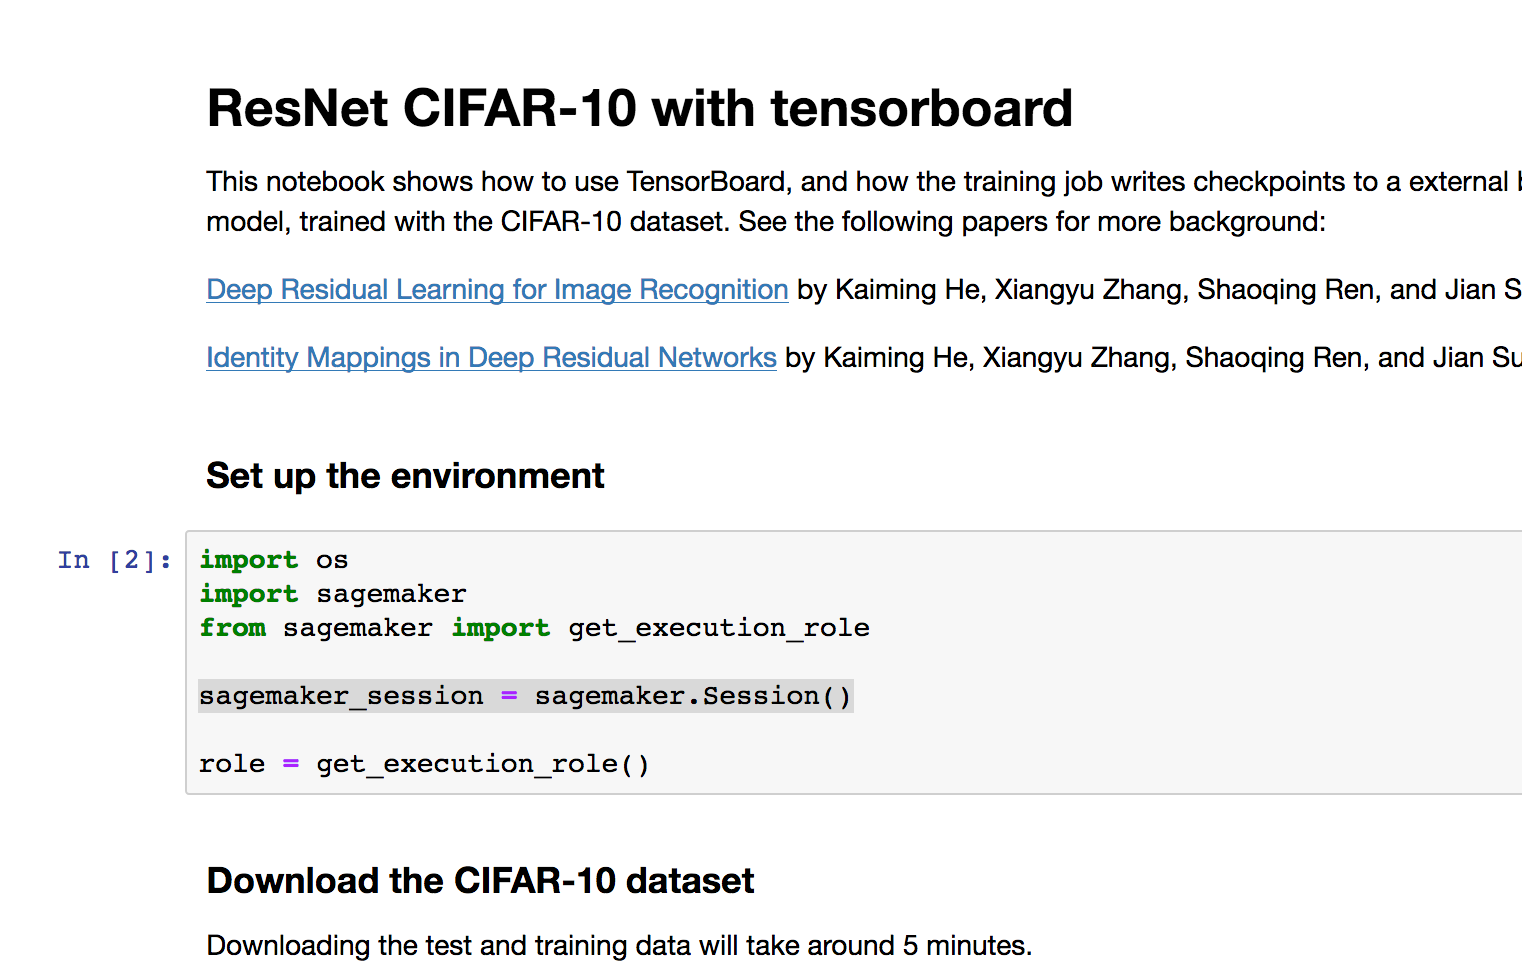 ResNet CIFAR-10 with tensorboard
This notebook shows how to use TensorBoard, and how the training job writes checkpoints to a external
model, trained with the CIFAR-10 dataset. See the following papers for more background:
Deep Residual Learning for Image Recognition by Kaiming He, Xiangyu Zhang, Shaoqing Ren, and Jian S
Identity Mappings in Deep Residual Networks by Kaiming He, Xiangyu Zhang, Shaoqing Ren, and Jian Su
Set up the environment
In [2]: import os
import sagemaker
from sagemaker import get_execution_role
sagemaker_session = sagemaker.Session()
role = get_execution_role()
Download the CIFAR-10 dataset
Downloading the test and training data will take around 5 minutes.